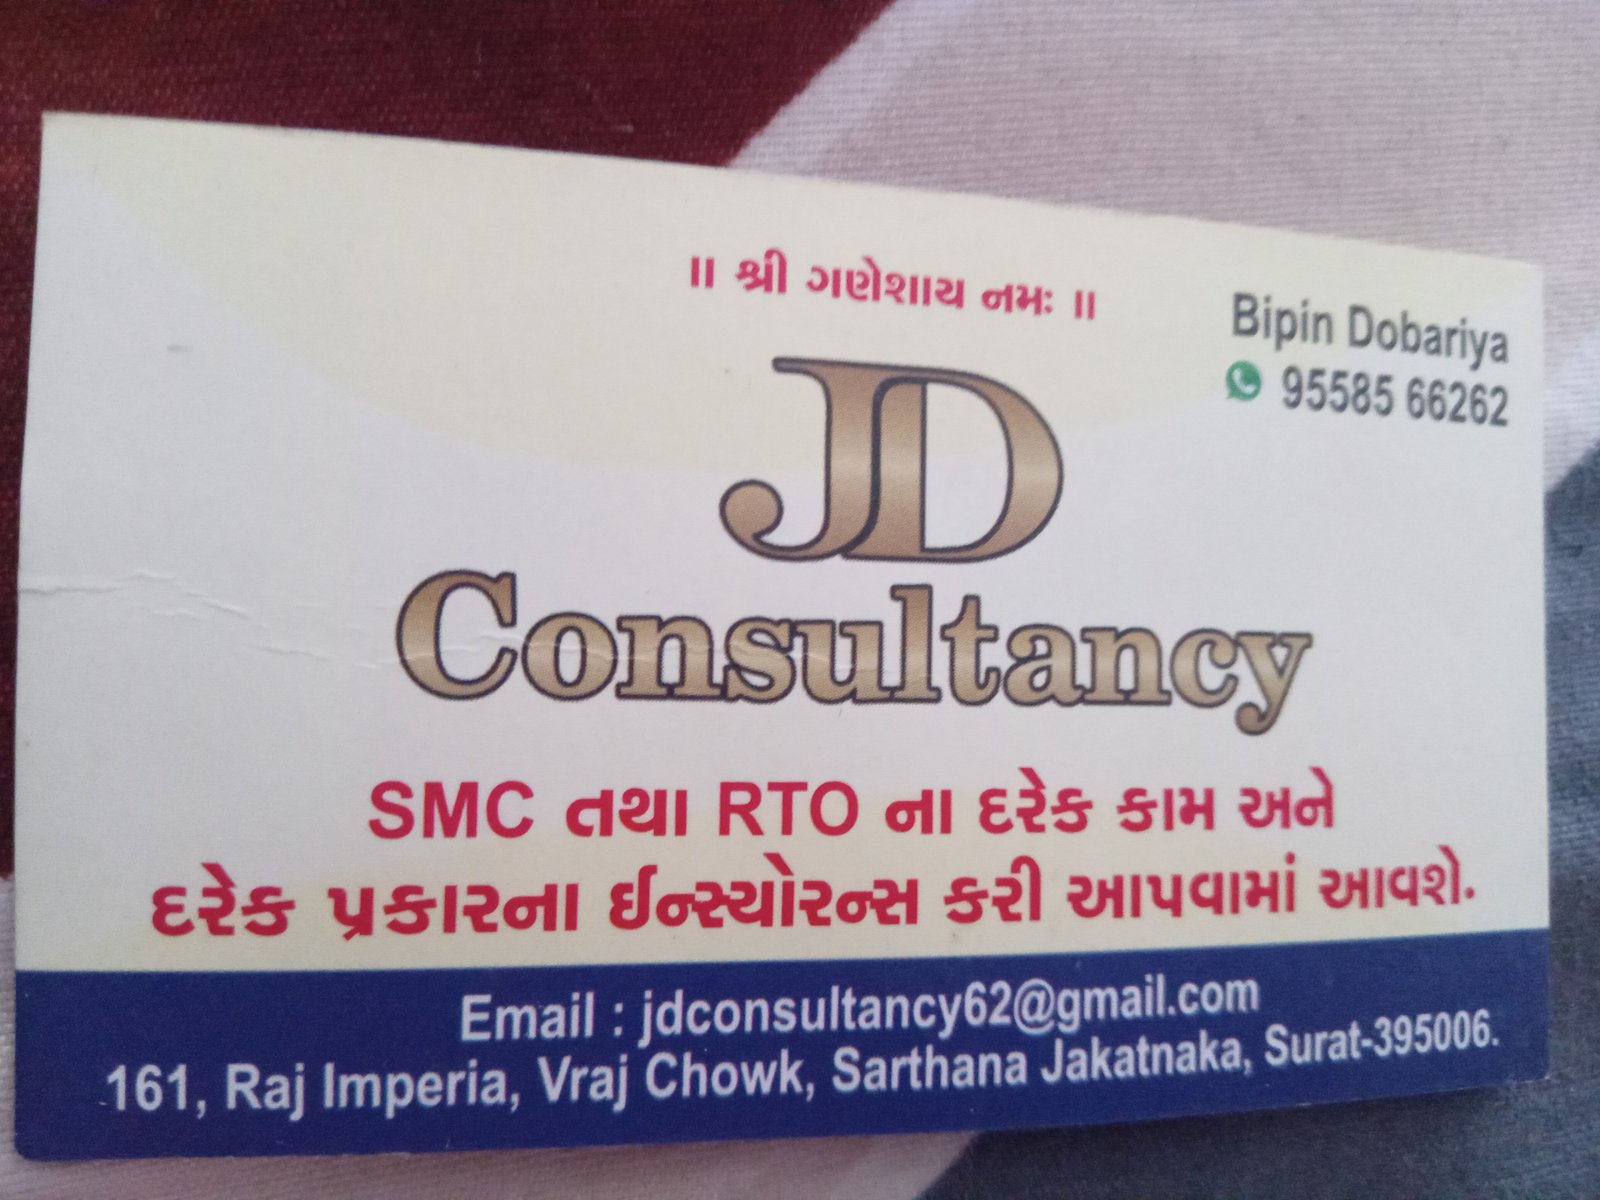 ॥ શ્રી ગણેશાય નમઃ ॥
Bipin Dobariya
95585 66262
JD
Consultancy
SMC તથા RTO ના દરેક કામ અને
દરેક પ્રકારના ઈન્સ્યોરન્સ કરી આપવામાં આવશે.
Email : jdconsultancy62@gmail.com
161, Raj Imperia, Vraj Chowk, Sarthana Jakatnaka, Surat-395006.